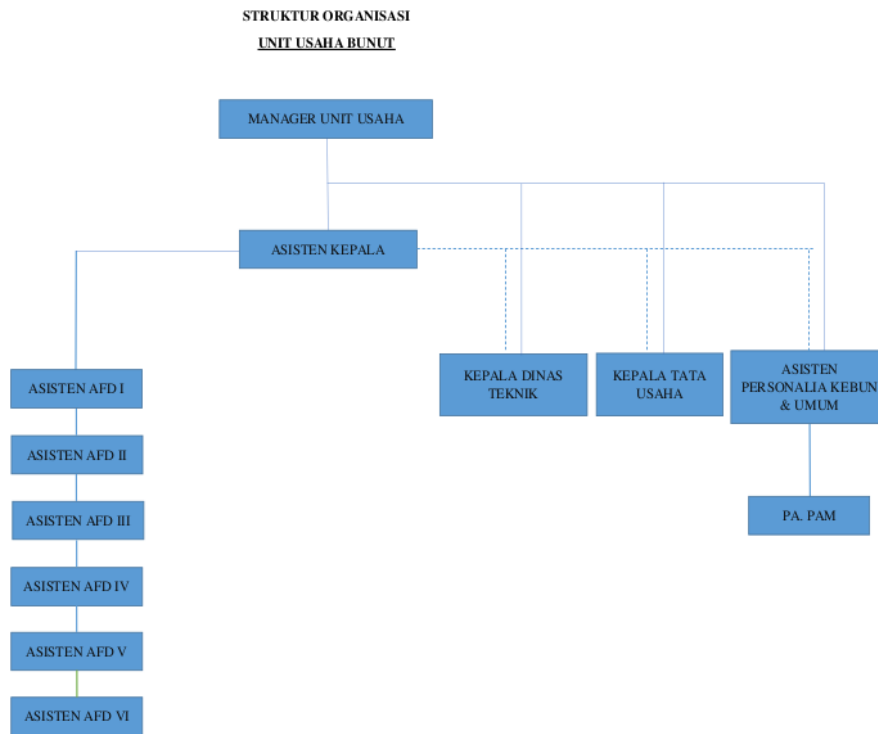 STRUKTUR ORGANISASI
UNIT USAHA BUNUT
MANAGER UNIT USAHA
ASISTEN KEPALA
KEPALA DINAS
TEKNIK
KEPALA TATA
USAHA
ASISTEN
PERSONALIA KEBUN
& UMUM
PA. PAM
ASISTEN AFD I
ASISTEN AFD II
ASISTEN AFD III
ASISTEN AFD IV
ASISTEN AFD V
ASISTEN AFD VI